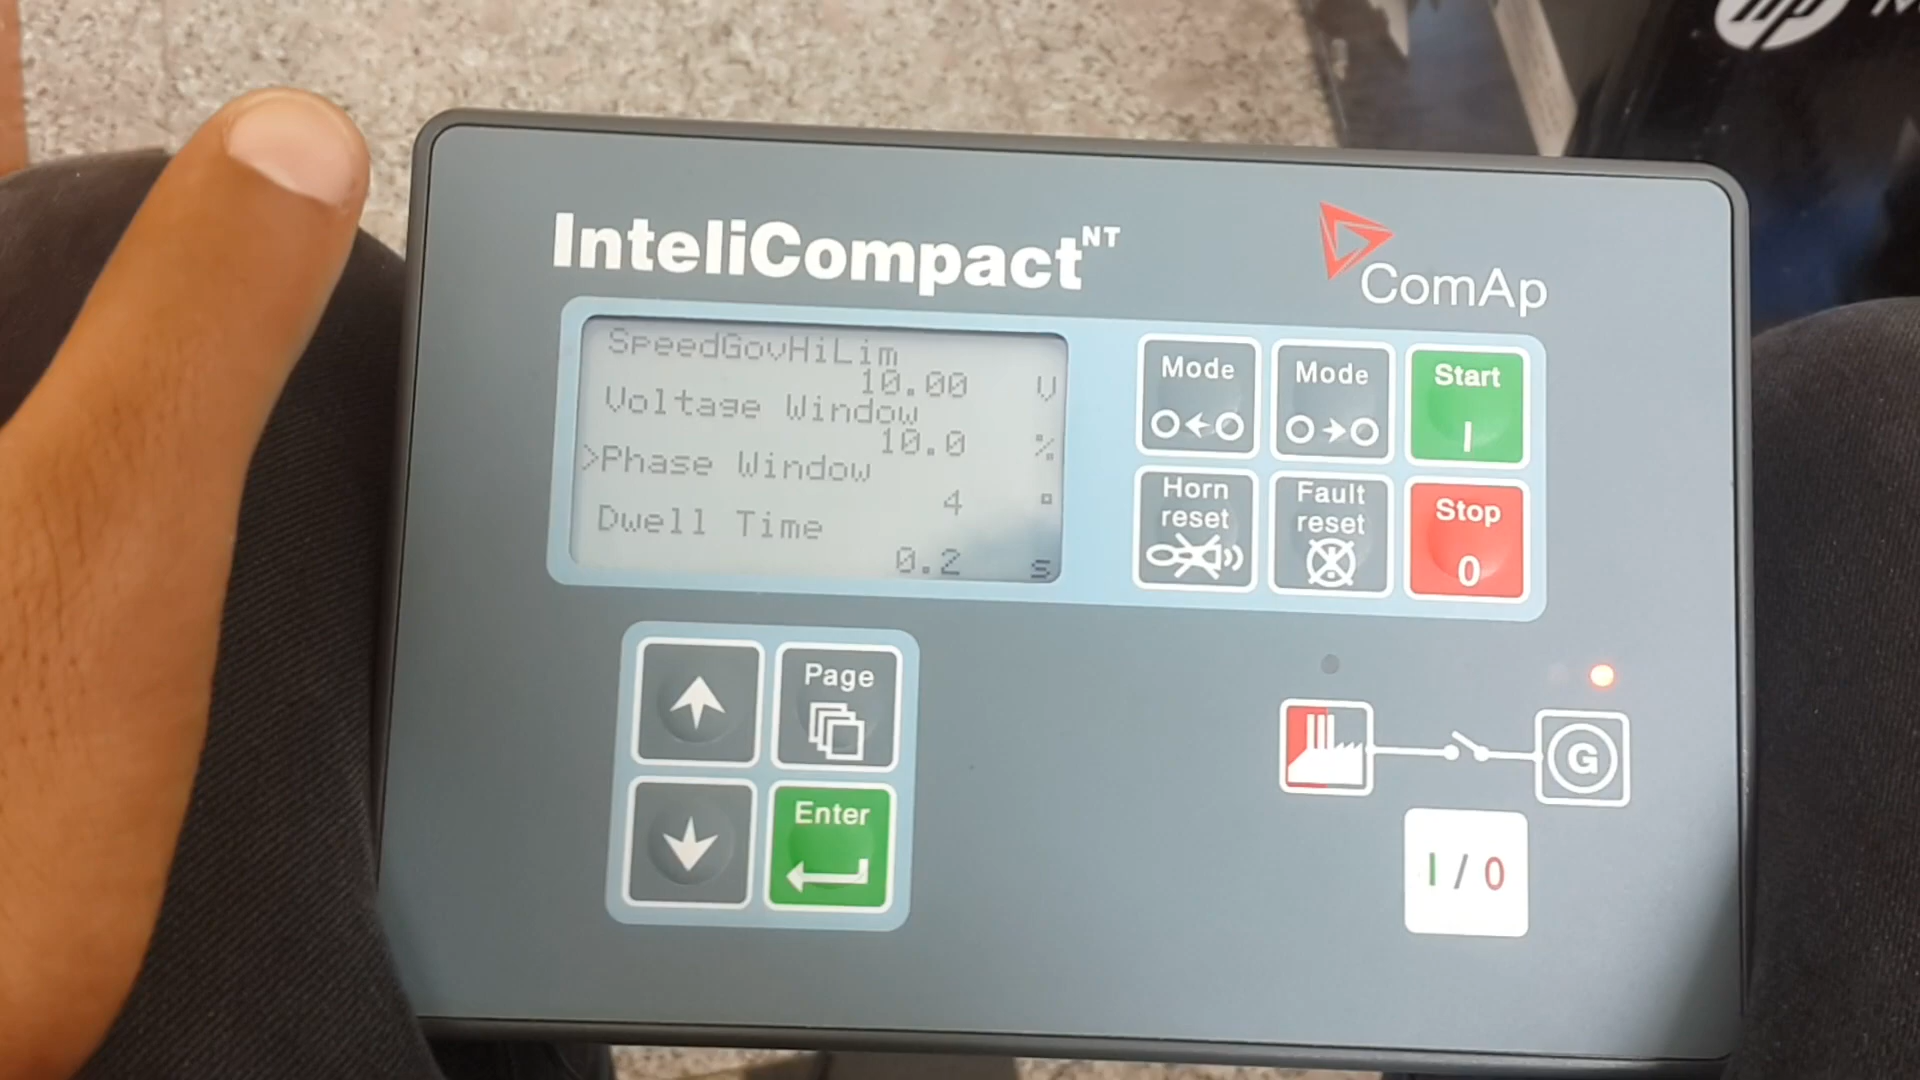 InteliCompact NT
ComAp
SpeedGovHiLim
10.00 V
Voltage Window
10.0 %
>Phase Window
4 °
Dwell Time
0.2 s
Mode
Mode
Start
I
Horn
reset
Fault
reset
Stop
0
Page
Enter
G
I / 0
hp